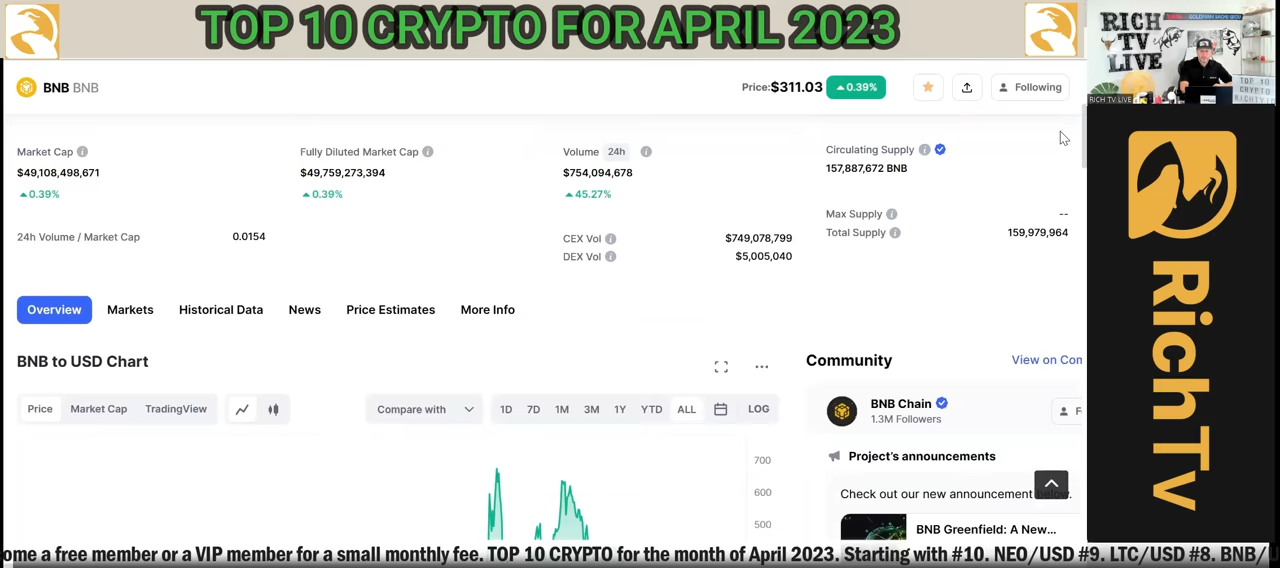 TOP 10 CRYPTO FOR APRIL 2023
RICH
TV
LIVE
RICH TV LIVE
TOP 10
CRYPTO
BNB BNB
Price:$311.03 0.39%
Following
Market Cap
$49,108,498,671
0.39%
Fully Diluted Market Cap
$49,759,273,394
0.39%
Volume 24h
$754,094,678
45.27%
Circulating Supply
157,887,672 BNB
Max Supply --
Total Supply 159,979,964
24h Volume / Market Cap 0.0154
CEX Vol $749,078,799
DEX Vol $5,005,040
Overview Markets Historical Data News Price Estimates More Info
BNB to USD Chart
Price Market Cap TradingView
Compare with
1D 7D 1M 3M 1Y YTD ALL LOG
700
600
500
Community
View on Com
BNB Chain
1.3M Followers
F
Project's announcements
Check out our new announcement below.
BNB Greenfield: A New...
RichTV
ome a free member or a VIP member for a small monthly fee. TOP 10 CRYPTO for the month of April 2023. Starting with #10. NEO/USD #9. LTC/USD #8. BNB/